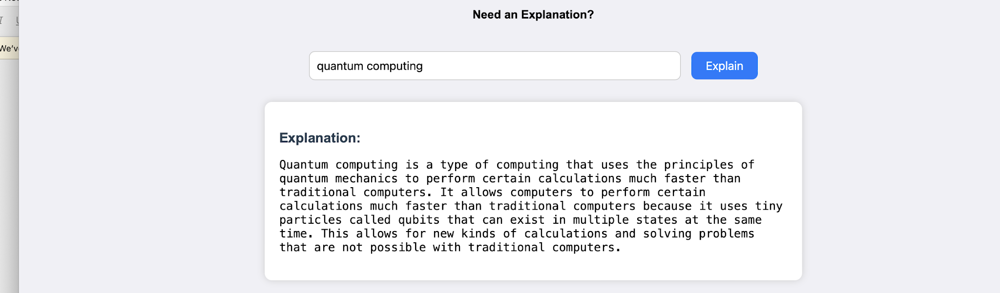 Need an Explanation?
We'v
quantum computing
Explain
Explanation:
Quantum computing is a type of computing that uses the principles of
quantum mechanics to perform certain calculations much faster than
traditional computers. It allows computers to perform certain
calculations much faster than traditional computers because it uses tiny
particles called qubits that can exist in multiple states at the same
time. This allows for new kinds of calculations and solving problems
that are not possible with traditional computers.